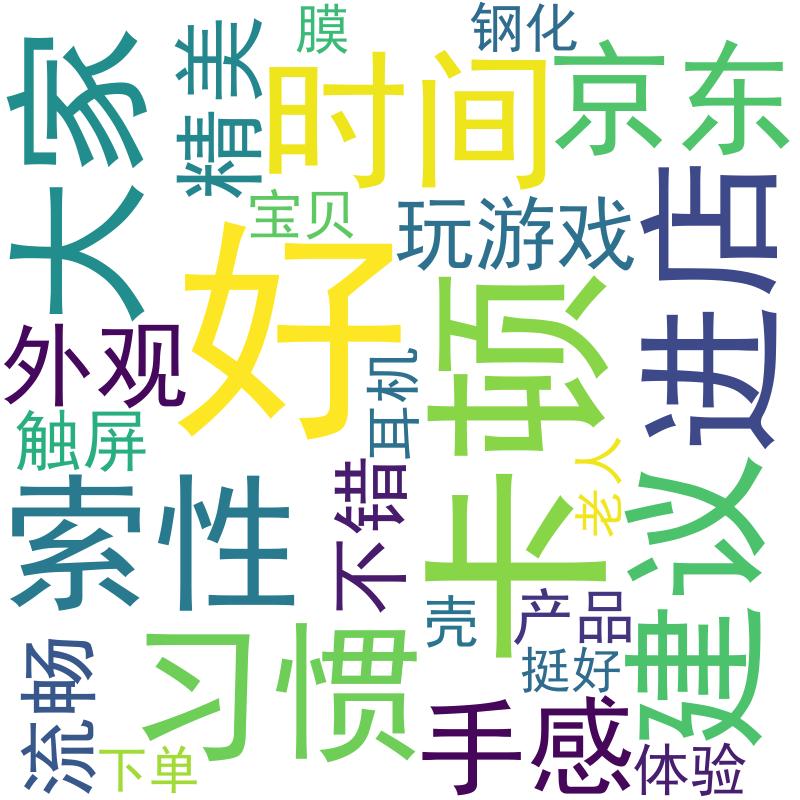 膜
钢化
大家
精美
时间
京东
宝贝
玩游戏
进店
好
卡顿
外观
耳机
触屏
老人
索性
不错
建议
壳
产品
习惯
挺好
流畅
手感
下单
体验